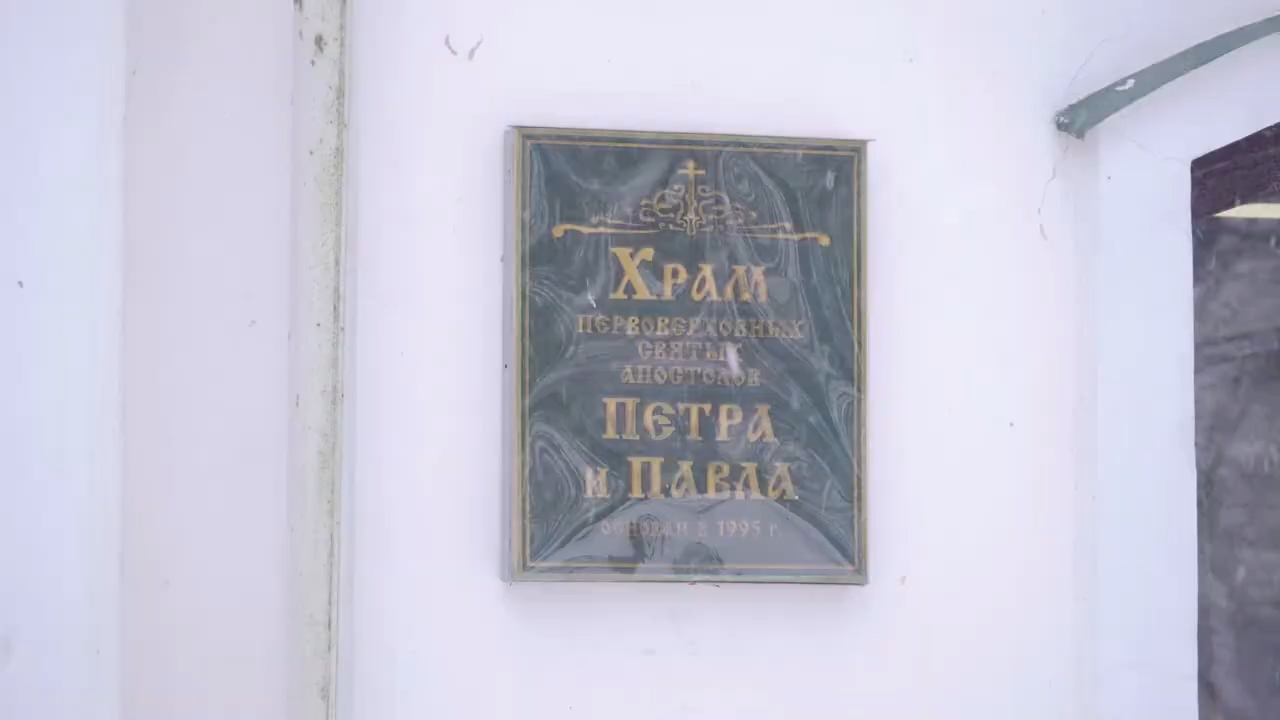 Храм
первоверховных
святых
апостолов
Петра
и Павла
основан в 1995 г.